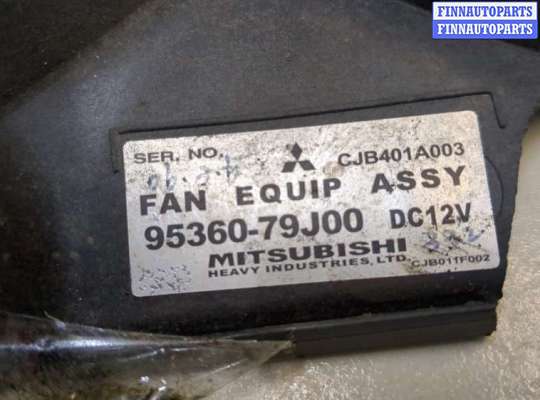 FINNAUTOPARTS
FINNAUTOPARTS
SER. NO.
CJB401A003
FAN EQUIP ASSY
95360-79J00 DC12V
MITSUBISHI
HEAVY INDUSTRIES, LTD.
CJB011F002